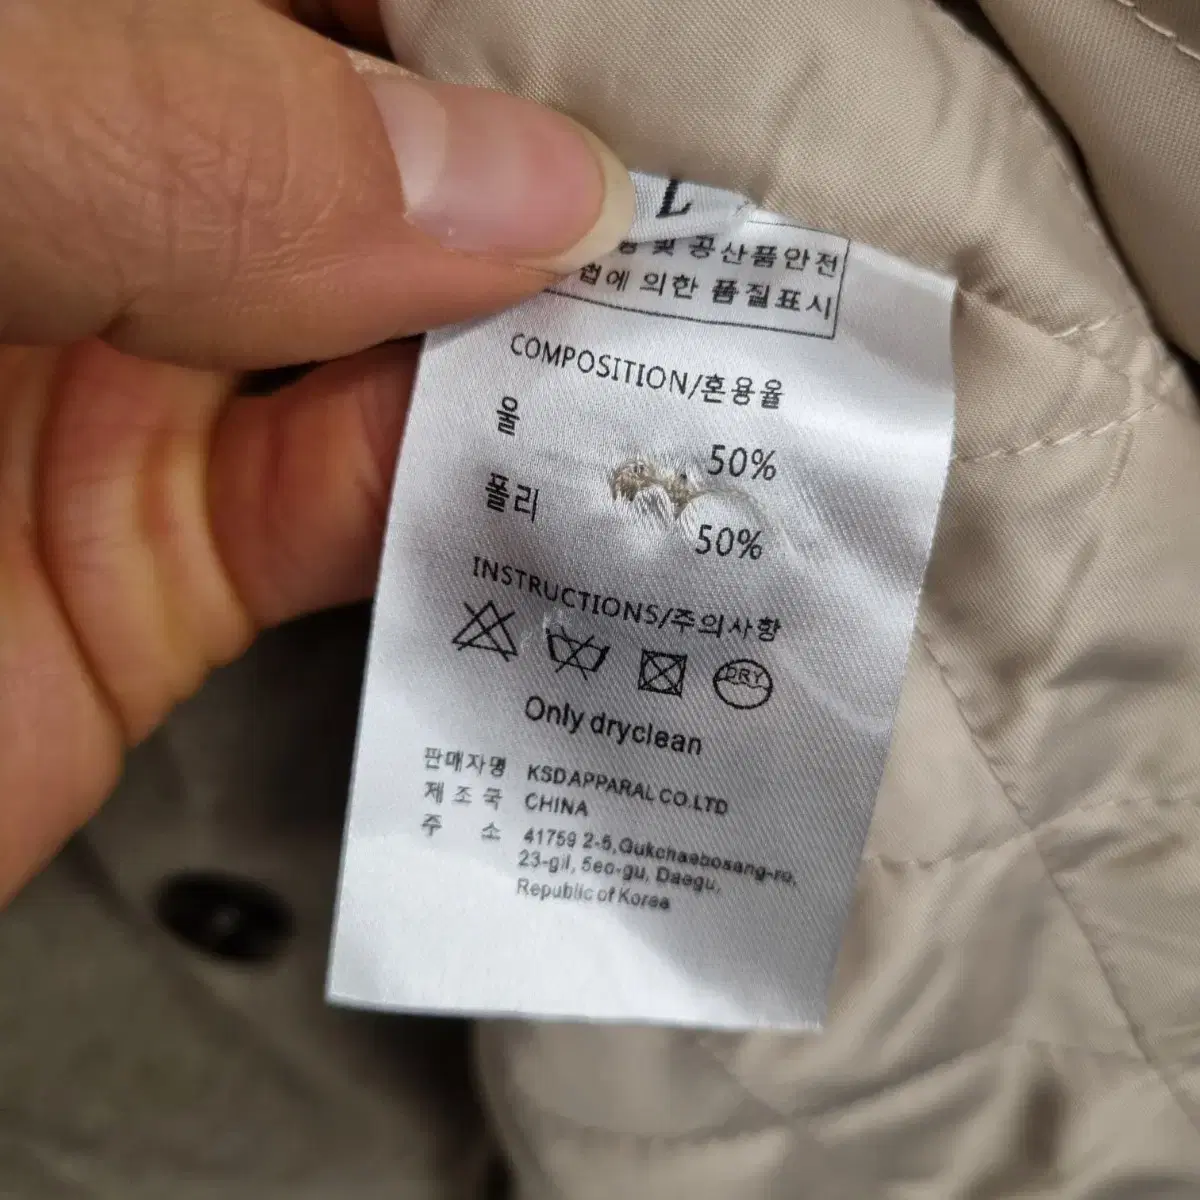 및 공산품안전
법에 의한 품질표시
COMPOSITION/혼용율
울 50%
폴리 50%
INSTRUCTIONS/주의사항
DRY
Only dryclean
판매자명 KSD APPARAL CO.LTD
제조국 CHINA
주 소 41759 2-5,Gukchaebosang-ro,
23-gil, Seo-gu, Daegu,
Republic of Korea